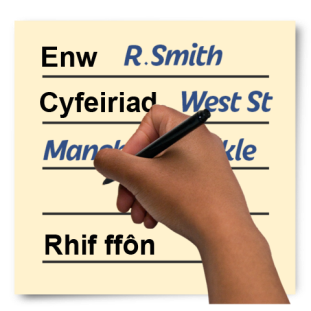 Enw R.Smith
Cyfeiriad West St
Rhif ffôn